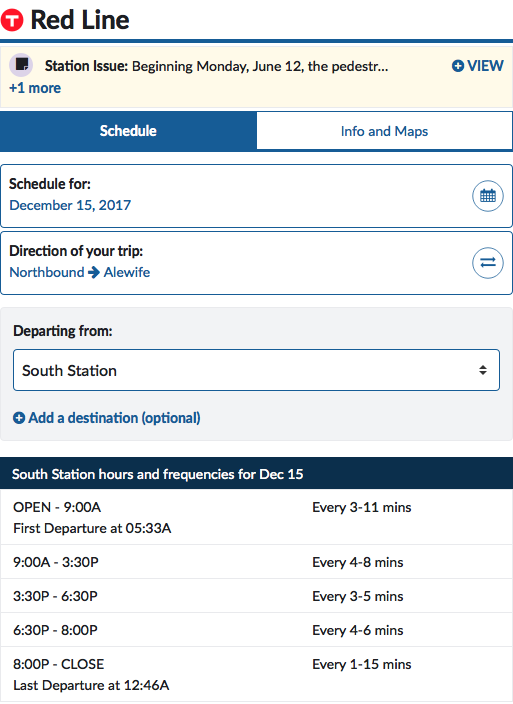 T Red Line
Station Issue: Beginning Monday, June 12, the pedestr...
VIEW
+1 more
Schedule
Info and Maps
Schedule for:
December 15, 2017
Direction of your trip:
Northbound → Alewife
Departing from:
South Station
Add a destination (optional)
South Station hours and frequencies for Dec 15
OPEN - 9:00A Every 3-11 mins
First Departure at 05:33A
9:00A - 3:30P Every 4-8 mins
3:30P - 6:30P Every 3-5 mins
6:30P - 8:00P Every 4-6 mins
8:00P - CLOSE Every 1-15 mins
Last Departure at 12:46A